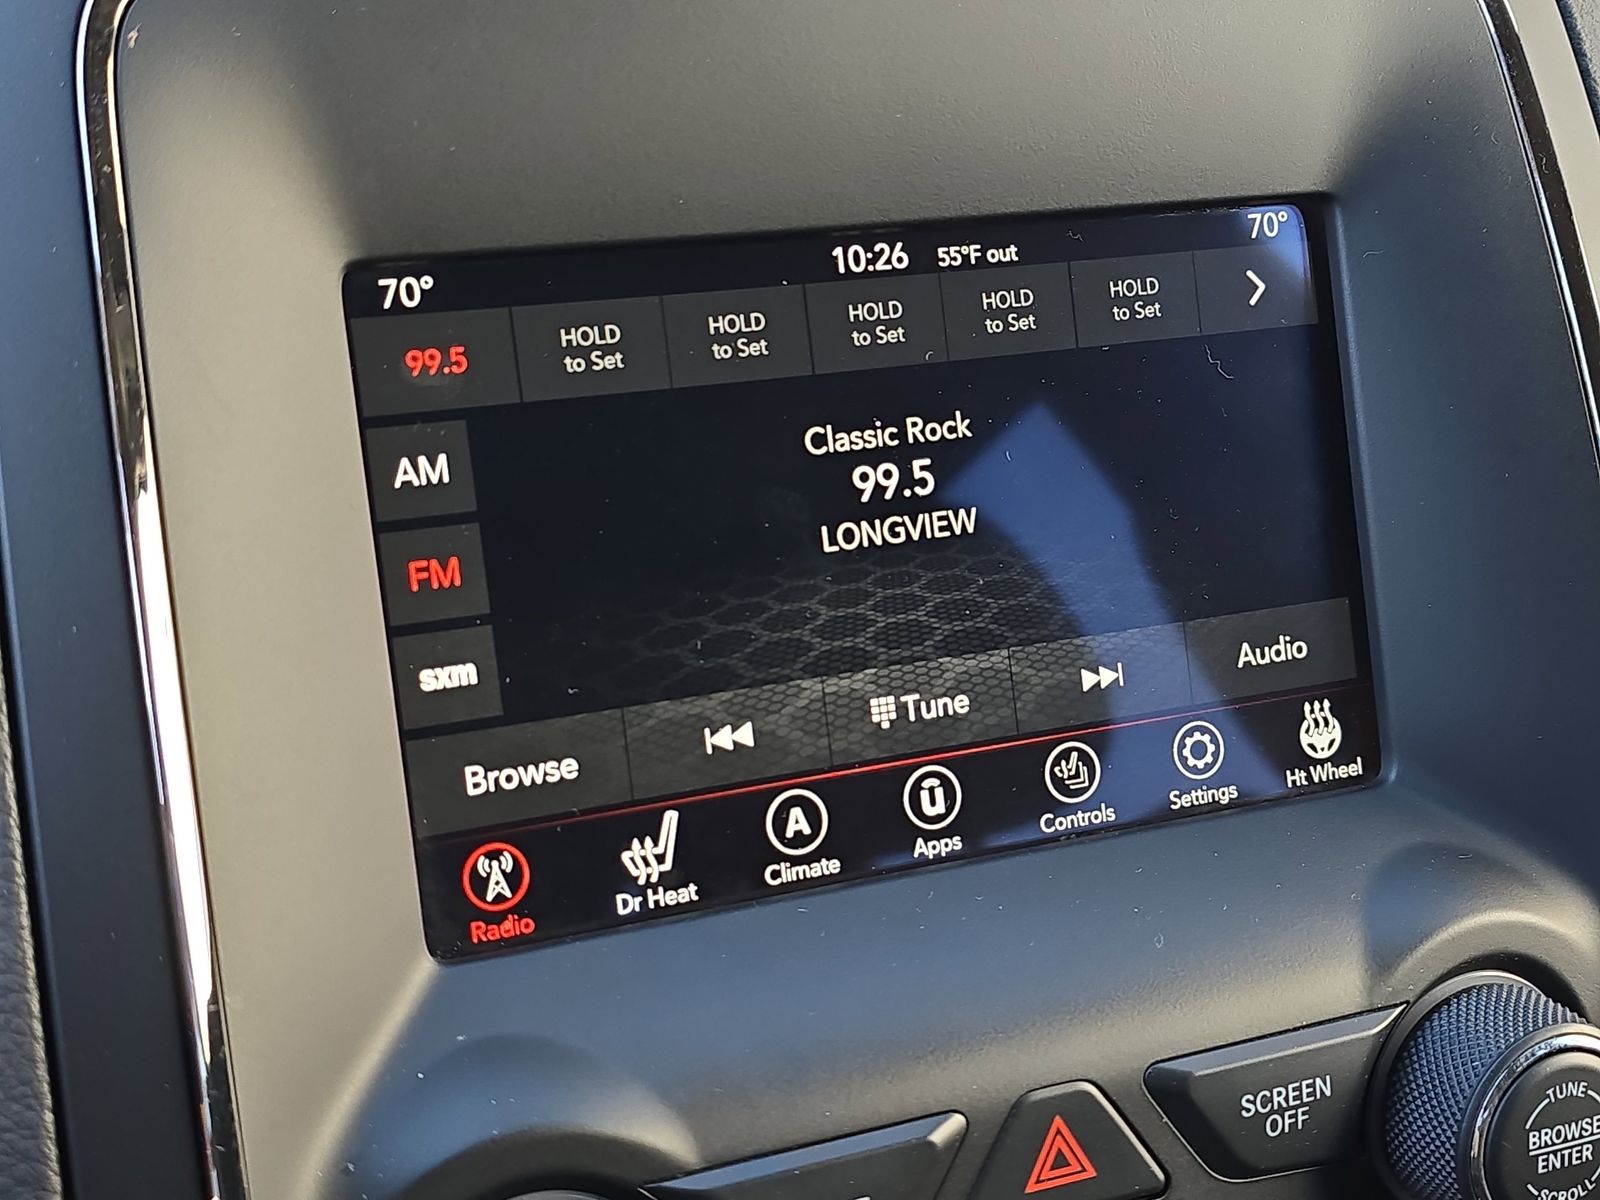 70° 10:26 55°F out 70°
99.5
HOLD
to Set
HOLD
to Set
HOLD
to Set
HOLD
to Set
HOLD
to Set
AM
FM
sxm
Classic Rock
99.5
LONGVIEW
Browse
Tune
Audio
Radio
Dr Heat
A
Climate
u
Apps
Controls
Settings
Ht Wheel
SCREEN
OFF
TUNE
BROWSE
ENTER
SCROLL